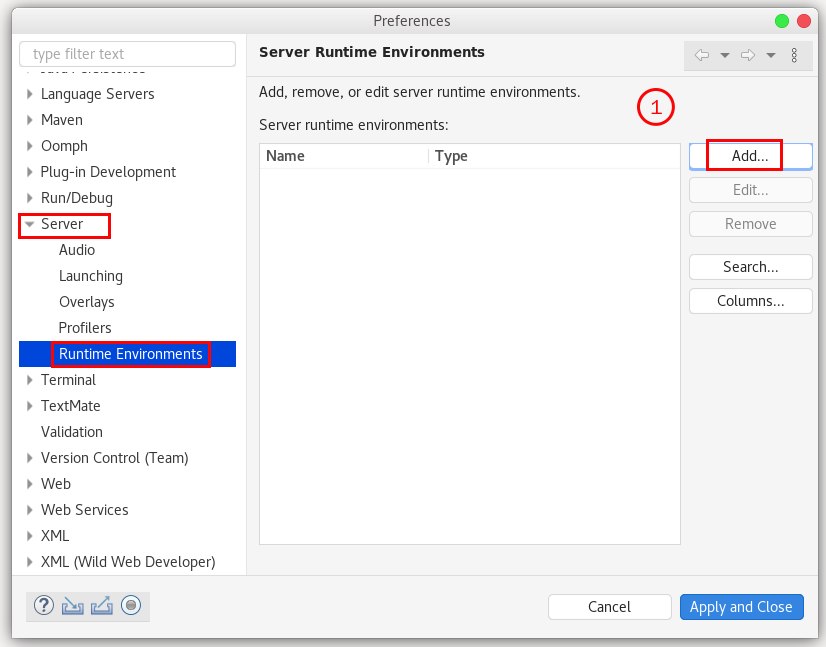 Preferences
type filter text
Java Persistence
Language Servers
Maven
Oomph
Plug-in Development
Run/Debug
Server
Audio
Launching
Overlays
Profilers
Runtime Environments
Terminal
TextMate
Validation
Version Control (Team)
Web
Web Services
XML
XML (Wild Web Developer)
Server Runtime Environments
Add, remove, or edit server runtime environments.
1
Server runtime environments:
Name Type
Add...
Edit...
Remove
Search...
Columns...
?
Cancel Apply and Close